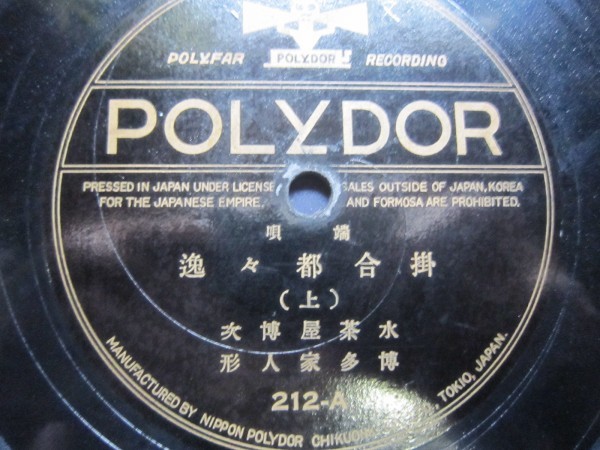 POLYFAR POLYDOR RECORDING
POLYDOR
PRESSED IN JAPAN UNDER LICENSE SALES OUTSIDE OF JAPAN, KOREA
FOR THE JAPANESE EMPIRE, AND FORMOSA ARE PROHIBITED.
端唄
掛合都々逸
(上)
水茶屋博次
博多家人形
212-A
MANUFACTURED BY NIPPON POLYDOR CHIKUON TOKIO, JAPAN.